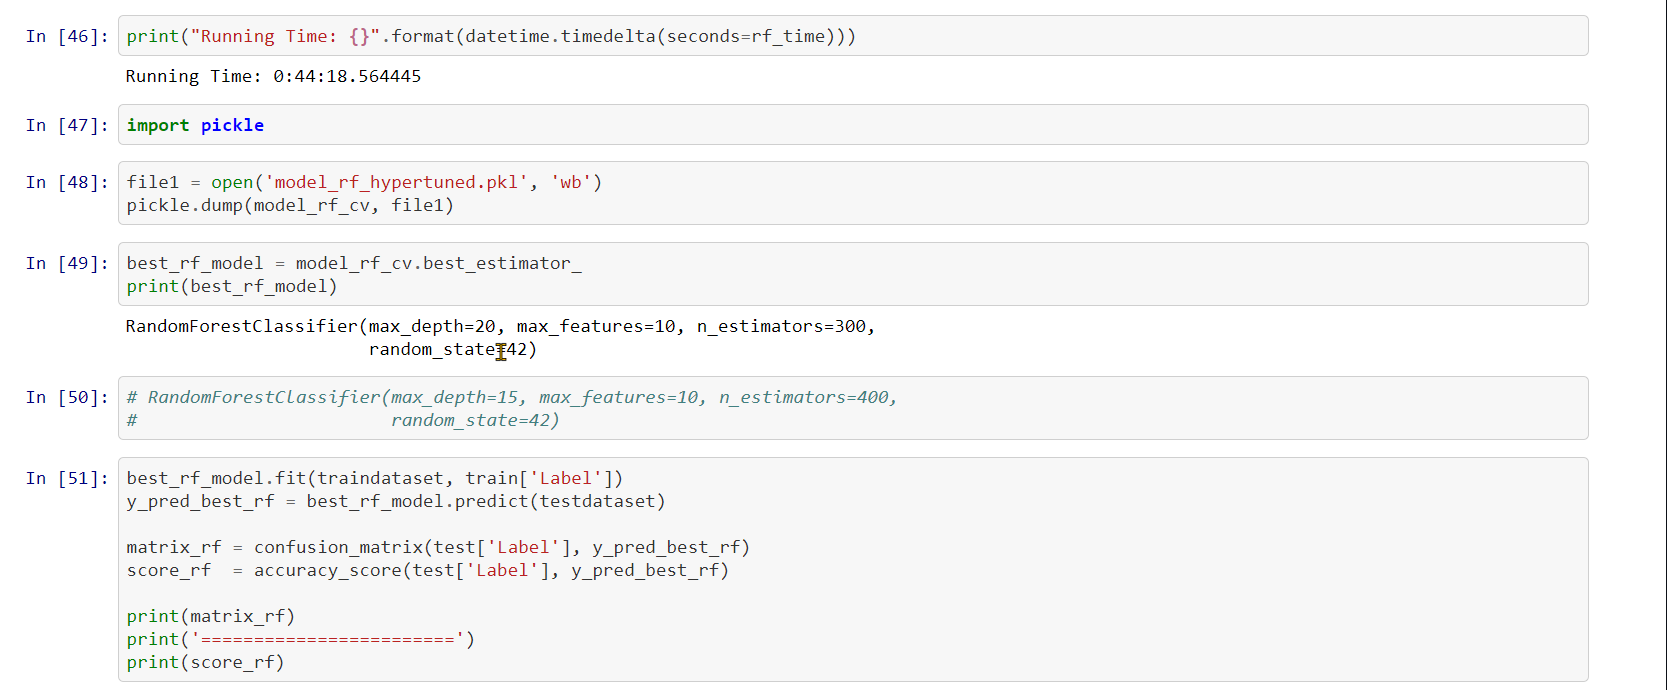 In [46]: print("Running Time: {}".format(datetime.timedelta(seconds=rf_time)))
Running Time: 0:44:18.564445
In [47]: import pickle
In [48]: file1 = open('model_rf_hypertuned.pkl', 'wb')
pickle.dump(model_rf_cv, file1)
In [49]: best_rf_model = model_rf_cv.best_estimator_
print(best_rf_model)
RandomForestClassifier(max_depth=20, max_features=10, n_estimators=300,
random_state=42)
In [50]: # RandomForestClassifier(max_depth=15, max_features=10, n_estimators=400,
#                        random_state=42)
In [51]: best_rf_model.fit(traindataset, train['Label'])
y_pred_best_rf = best_rf_model.predict(testdataset)
matrix_rf = confusion_matrix(test['Label'], y_pred_best_rf)
score_rf  = accuracy_score(test['Label'], y_pred_best_rf)
print(matrix_rf)
print('========================')
print(score_rf)